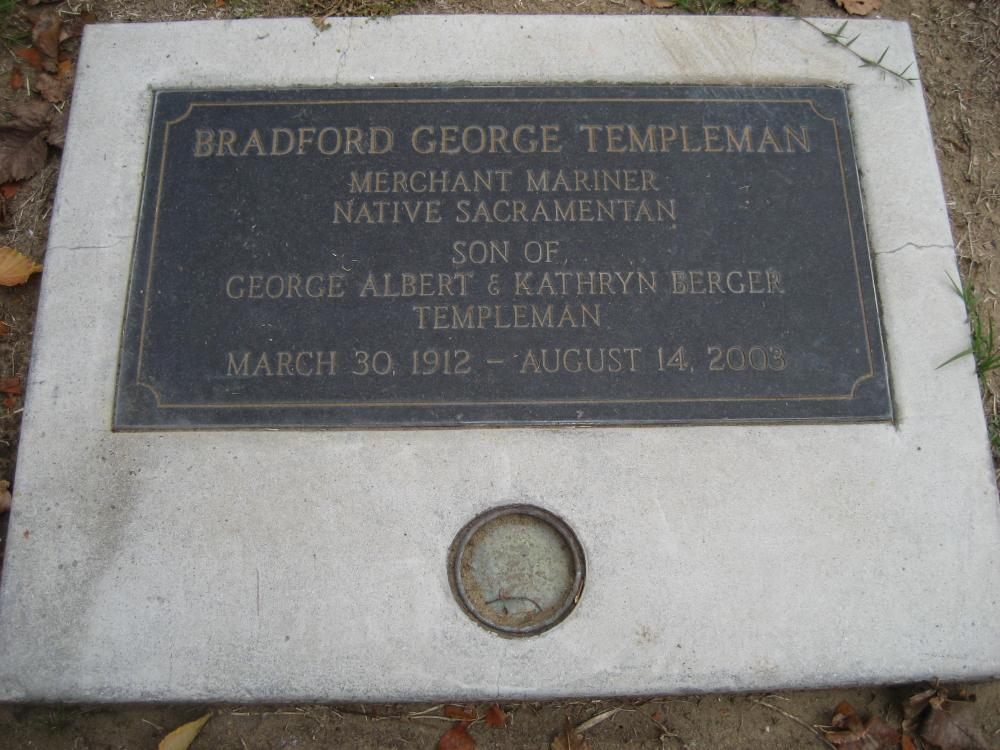 BRADFORD GEORGE TEMPLEMAN
MERCHANT MARINER
NATIVE SACRAMENTAN
SON OF
GEORGE ALBERT & KATHRYN BERGER
TEMPLEMAN
MARCH 30, 1912 – AUGUST 14, 2003